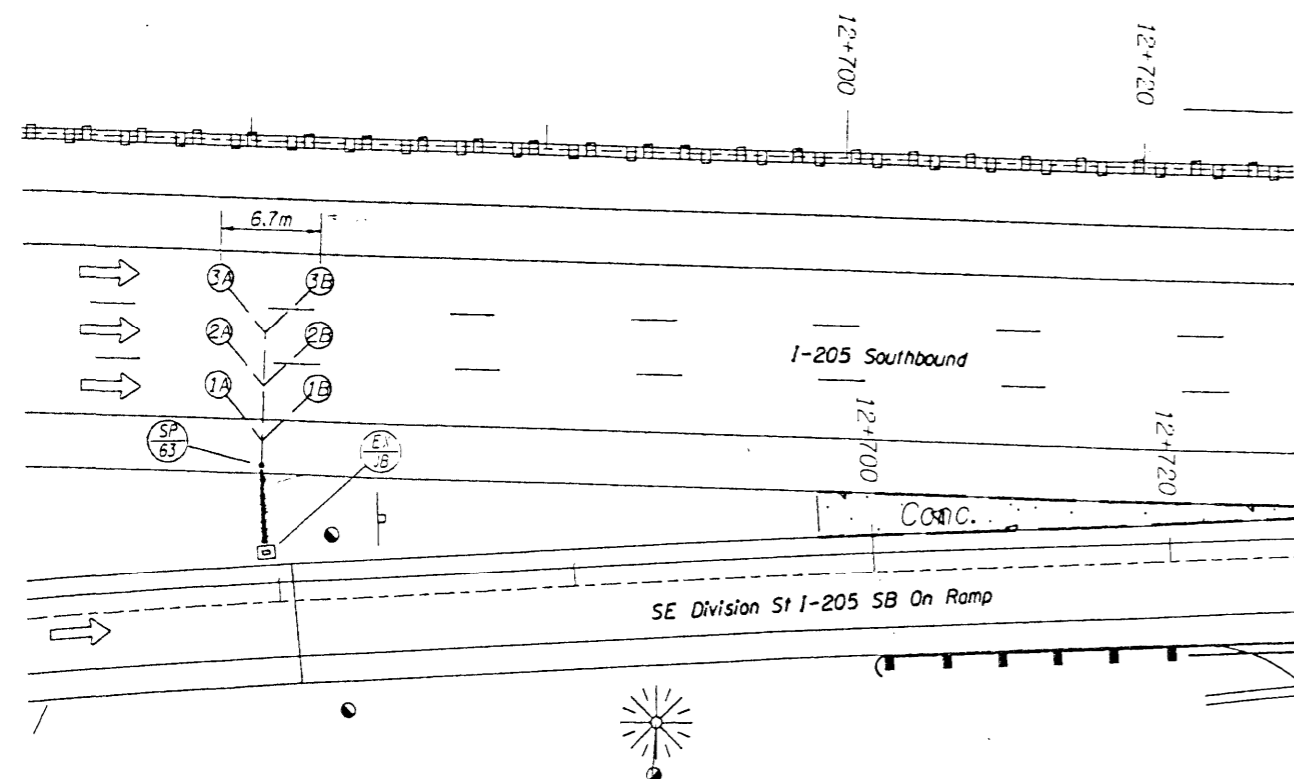 12+700
12+720
6.7m
3A
3B
2A
2B
I-205 Southbound
1A
1B
12+700
12+720
SP
63
EX
JB
Conc.
SE Division St I-205 SB On Ramp